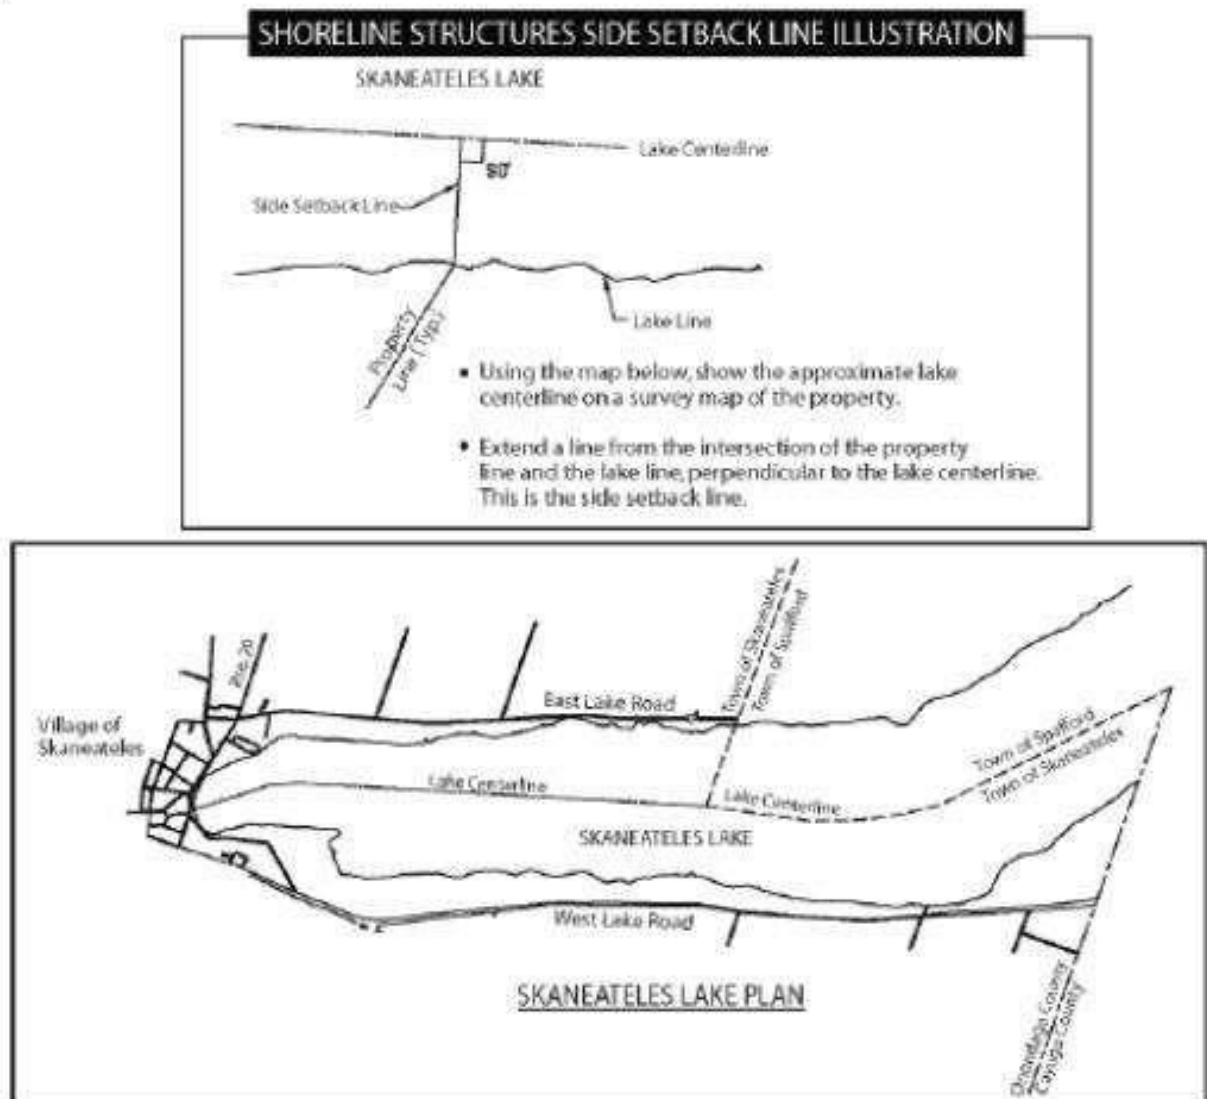 SHORELINE STRUCTURES SIDE SETBACK LINE ILLUSTRATION
SKANEATELES LAKE
Lake Centerline
90°
Side Setback Line
Lake Line
Property
Line (Typ.)
• Using the map below, show the approximate lake
centerline on a survey map of the property.
• Extend a line from the intersection of the property
line and the lake line, perpendicular to the lake centerline.
This is the side setback line.
Town of Skaneateles
Town of Spafford
Rte. 20
East Lake Road
Village of
Skaneateles
Town of Spafford
Town of Skaneateles
Lake Centerline
Lake Centerline
SKANEATELES LAKE
West Lake Road
SKANEATELES LAKE PLAN
Onondaga County
Cayuga County